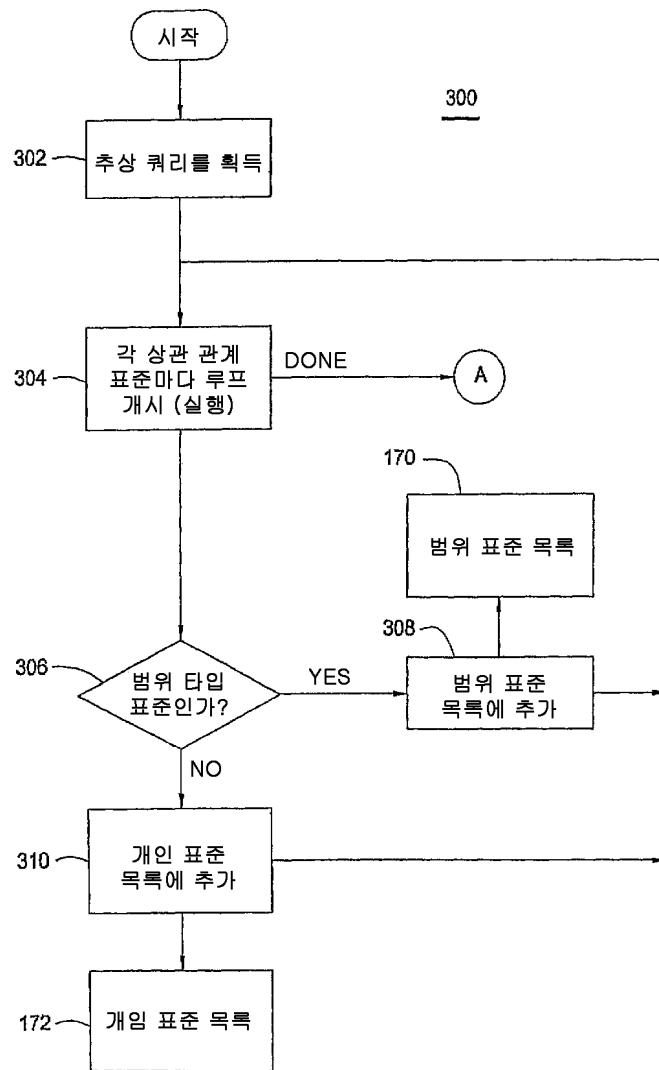 시작
300
302
추상 쿼리를 획득
304
각 상관 관계
표준마다 루프
개시 (실행)
DONE
A
170
범위 표준 목록
308
306
범위 타입
표준인가?
YES
범위 표준
목록에 추가
NO
310
개인 표준
목록에 추가
172
개임 표준 목록